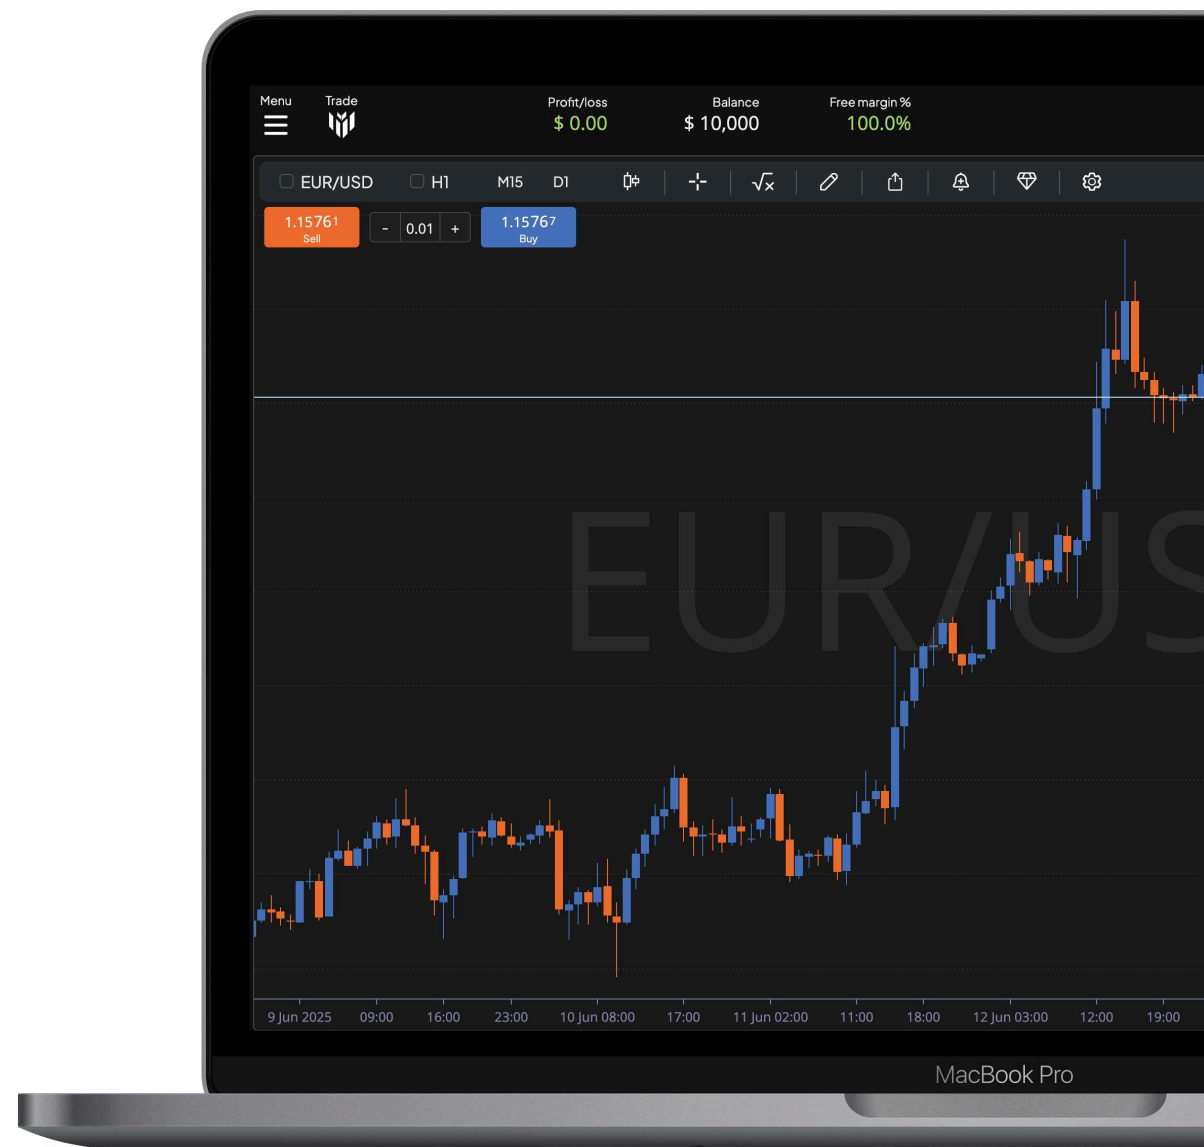 Menu Trade Profit/loss Balance Free margin %
$ 0.00 $ 10,000 100.0%
EUR/USD H1 M15 D1
1.15761 - 0.01 + 1.15767
Sell Buy
EUR/US
9 Jun 2025 09:00 16:00 23:00 10 Jun 08:00 17:00 11 Jun 02:00 11:00 18:00 12 Jun 03:00 12:00 19:00
MacBook Pro